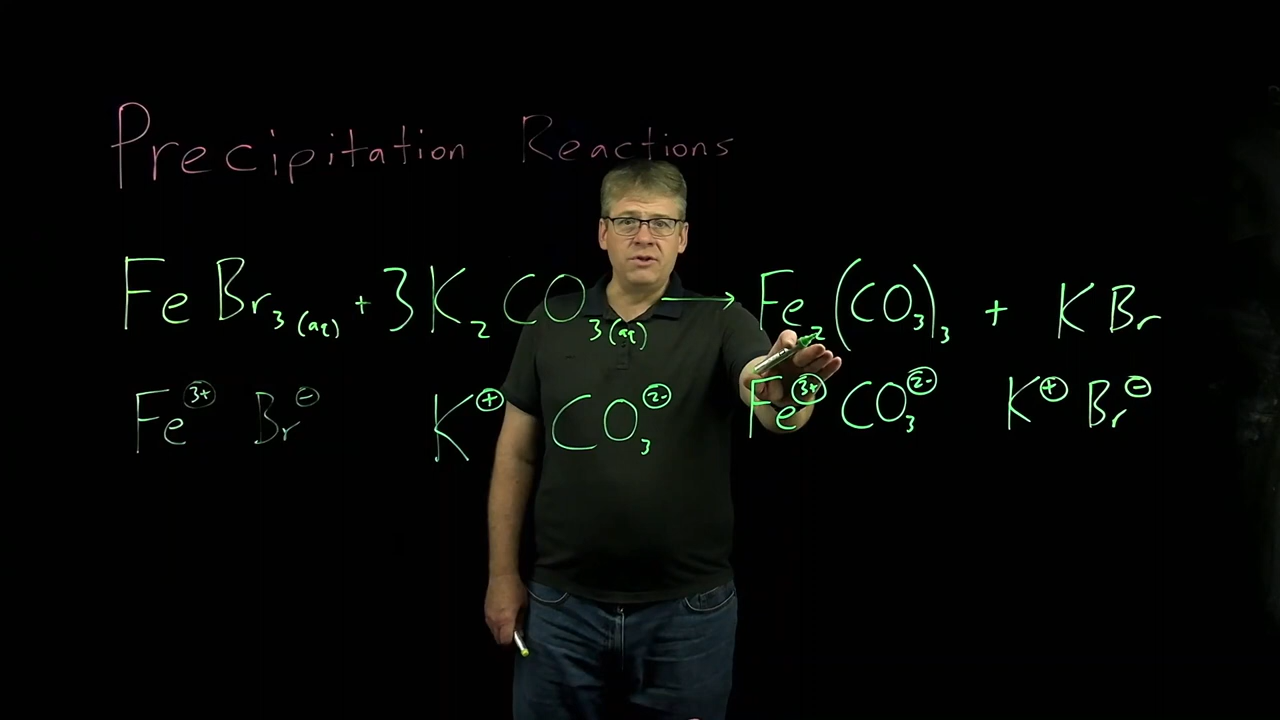 Precipitation Reactions
FeBr₃(aq) + 3K₂CO₃(aq) → Fe₂(CO₃)₃ + KBr
Fe³⁺ Br⁻ K⁺ CO₃²⁻ Fe³⁺ CO₃²⁻ K⁺ Br⁻